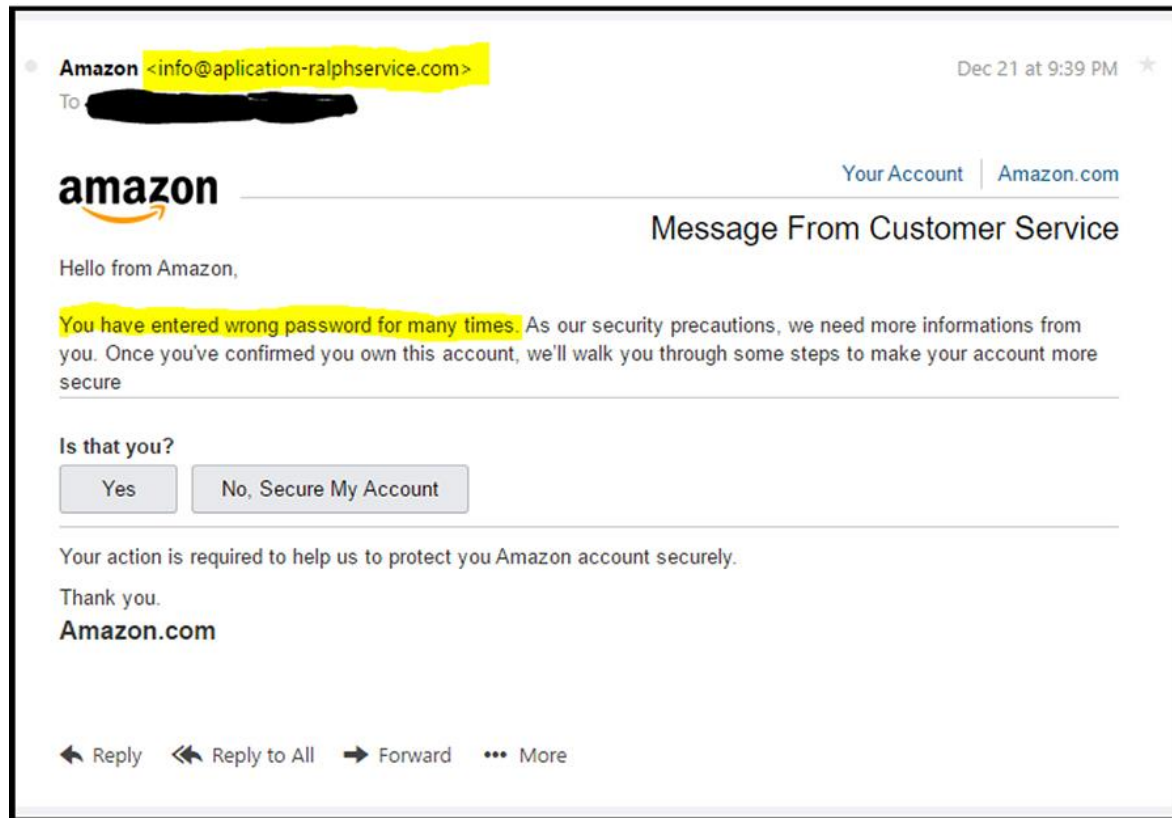 Amazon <info@aplication-ralphservice.com>
Dec 21 at 9:39 PM
To
amazon
Your Account | Amazon.com
Message From Customer Service
Hello from Amazon,
You have entered wrong password for many times. As our security precautions, we need more informations from
you. Once you've confirmed you own this account, we'll walk you through some steps to make your account more
secure
Is that you?
Yes
No, Secure My Account
Your action is required to help us to protect you Amazon account securely.
Thank you.
Amazon.com
Reply
Reply to All
Forward
More